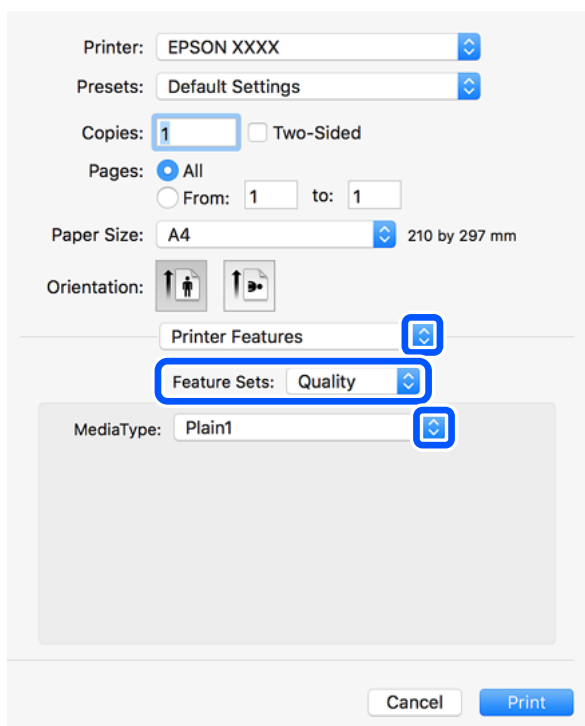 Printer: EPSON XXXX
Presets: Default Settings
Copies: 1 Two-Sided
Pages: All
From: 1 to: 1
Paper Size: A4 210 by 297 mm
Orientation:
Printer Features
Feature Sets: Quality
MediaType: Plain1
Cancel Print